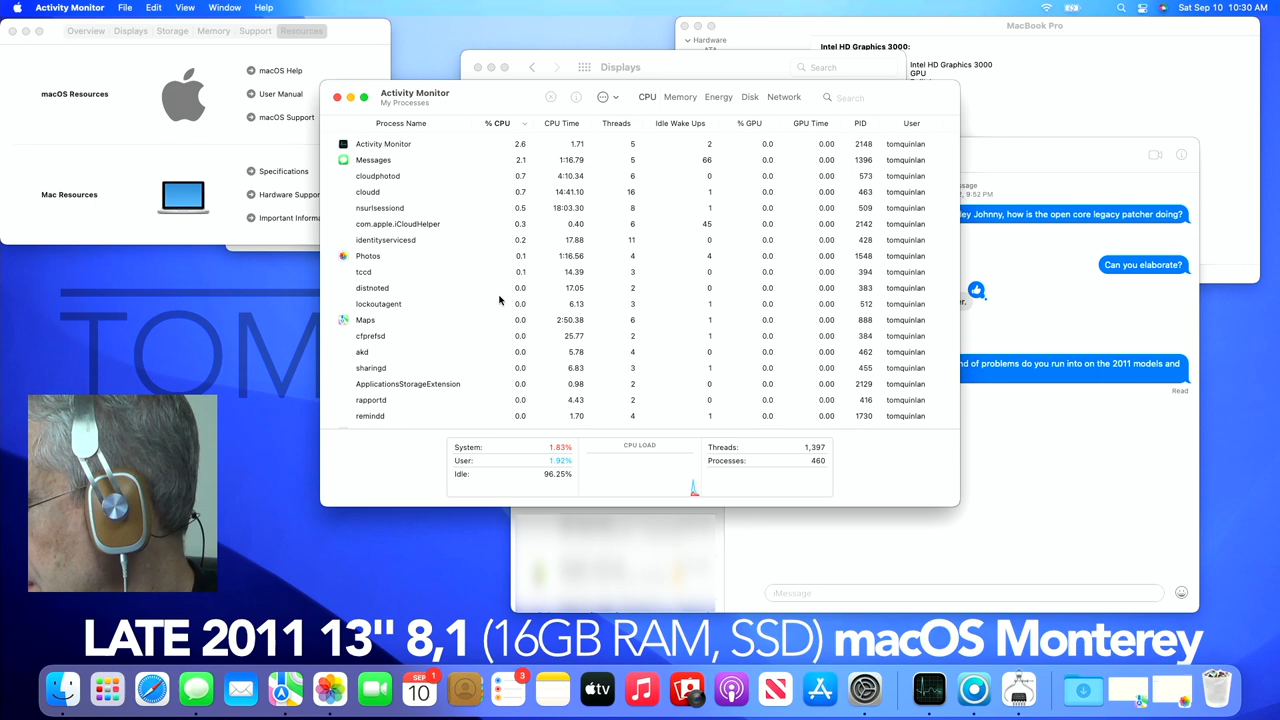 Activity Monitor File Edit View Window Help
Sat Sep 10 10:30 AM
Overview Displays Storage Memory Support Resources
macOS Resources
macOS Help
User Manual
macOS Support
Mac Resources
Specifications
Hardware Suppor
Important Informa
MacBook Pro
Hardware
Intel HD Graphics 3000:
Intel HD Graphics 3000
GPU
Displays
Search
Activity Monitor
My Processes
CPU Memory Energy Disk Network
Search
Process Name % CPU CPU Time Threads Idle Wake Ups % GPU GPU Time PID User
Activity Monitor 2.6 1.71 5 2 0.0 0.00 2148 tomquinlan
Messages 2.1 1:16.79 5 66 0.0 0.00 1396 tomquinlan
cloudphotod 0.7 4:10.34 6 0 0.0 0.00 573 tomquinlan
cloudd 0.7 14:41.10 16 1 0.0 0.00 463 tomquinlan
nsurlsessiond 0.5 18:03.30 8 1 0.0 0.00 509 tomquinlan
com.apple.iCloudHelper 0.3 0.40 6 45 0.0 0.00 2142 tomquinlan
identityservicesd 0.2 17.88 11 0 0.0 0.00 428 tomquinlan
Photos 0.1 1:16.56 4 4 0.0 0.00 1548 tomquinlan
tccd 0.1 14.39 3 0 0.0 0.00 394 tomquinlan
distnoted 0.0 17.05 2 0 0.0 0.00 383 tomquinlan
lockoutagent 0.0 6.13 3 1 0.0 0.00 512 tomquinlan
Maps 0.0 2:50.38 6 1 0.0 0.00 888 tomquinlan
cfprefsd 0.0 25.77 2 1 0.0 0.00 384 tomquinlan
akd 0.0 5.78 4 0 0.0 0.00 462 tomquinlan
sharingd 0.0 6.83 3 1 0.0 0.00 455 tomquinlan
ApplicationsStorageExtension 0.0 0.98 2 0 0.0 0.00 2129 tomquinlan
rapportd 0.0 4.43 2 0 0.0 0.00 416 tomquinlan
remindd 0.0 1.70 4 1 0.0 0.00 1730 tomquinlan
System: 1.83%
User: 1.92%
Idle: 96.25%
CPU LOAD
Threads: 1,397
Processes: 460
ssage
2, 9:52 PM
ey Johnny, how is the open core legacy patcher doing?
Can you elaborate?
er.
nd of problems do you run into on the 2011 models and
Read
iMessage
TOM
LATE 2011 13" 8,1 (16GB RAM, SSD) macOS Monterey
SEP
10
1
3
tv